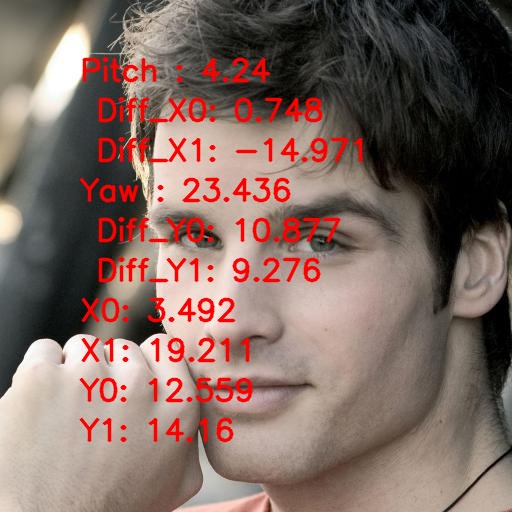 Pitch : 4.24
Diff_X0: 0.748
Diff_X1: -14.971
Yaw : 23.436
Diff_Y0: 10.877
Diff_Y1: 9.276
X0: 3.492
X1: 19.211
Y0: 12.559
Y1: 14.16